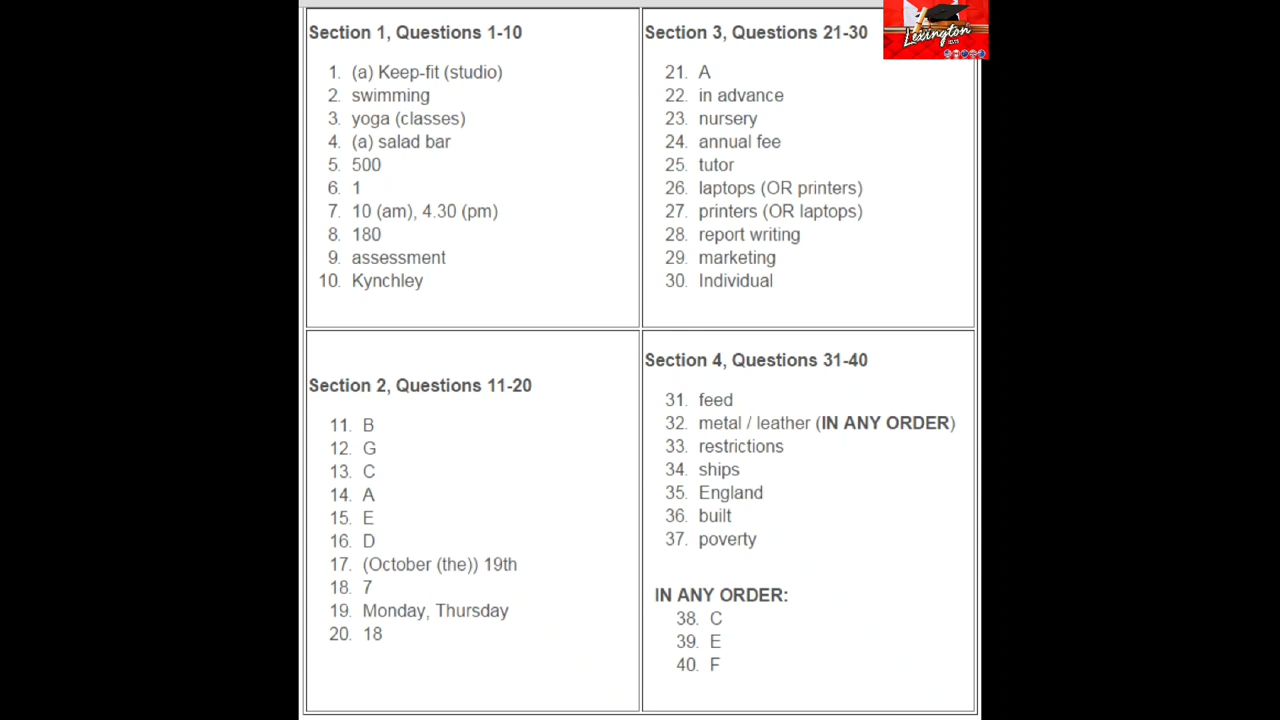 Section 1, Questions 1-10
1. (a) Keep-fit (studio)
2. swimming
3. yoga (classes)
4. (a) salad bar
5. 500
6. 1
7. 10 (am), 4.30 (pm)
8. 180
9. assessment
10. Kynchley
Section 2, Questions 11-20
11. B
12. G
13. C
14. A
15. E
16. D
17. (October (the)) 19th
18. 7
19. Monday, Thursday
20. 18
Section 3, Questions 21-30
21. A
22. in advance
23. nursery
24. annual fee
25. tutor
26. laptops (OR printers)
27. printers (OR laptops)
28. report writing
29. marketing
30. Individual
Section 4, Questions 31-40
31. feed
32. metal / leather (IN ANY ORDER)
33. restrictions
34. ships
35. England
36. built
37. poverty
IN ANY ORDER:
38. C
39. E
40. F
Lexington
IELTS